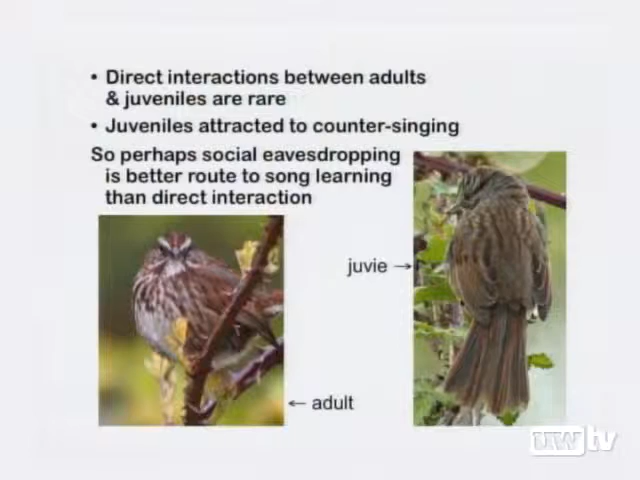 • Direct interactions between adults
& juveniles are rare
• Juveniles attracted to counter-singing
So perhaps social eavesdropping
is better route to song learning
than direct interaction
juvie →
← adult
UWtv